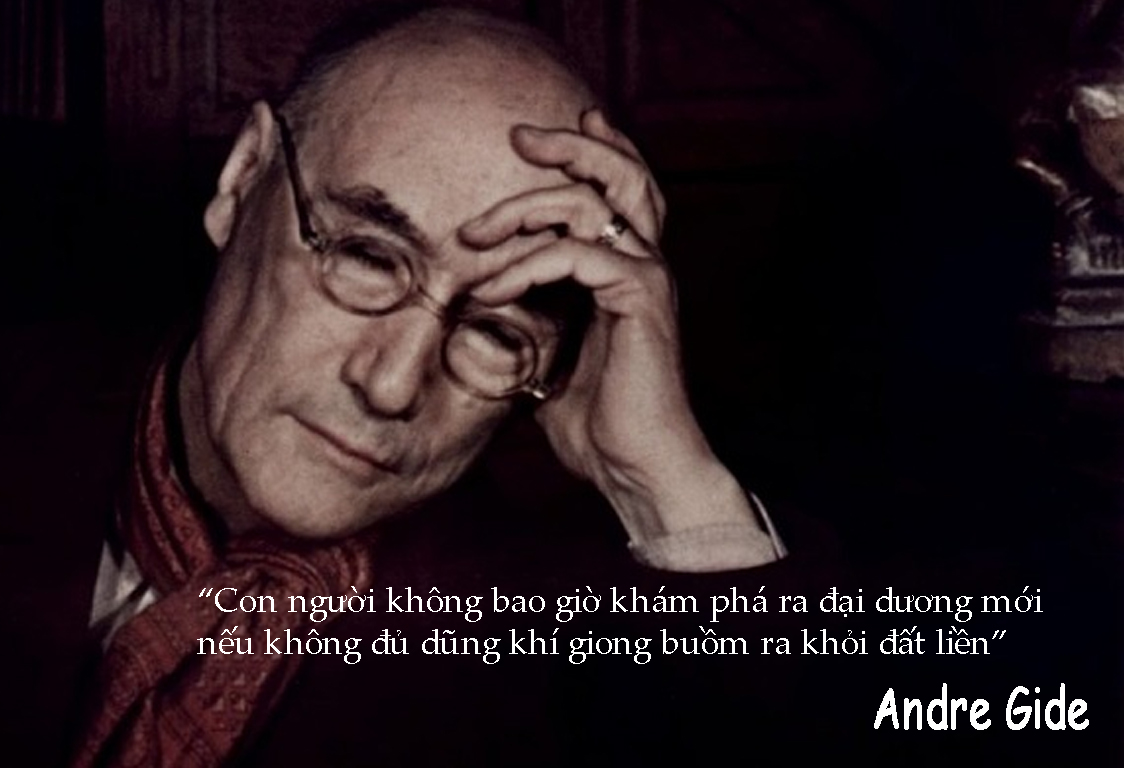 “Con người không bao giờ khám phá ra đại dương mới
nếu không đủ dũng khí giong buồm ra khỏi đất liền”
Andre Gide